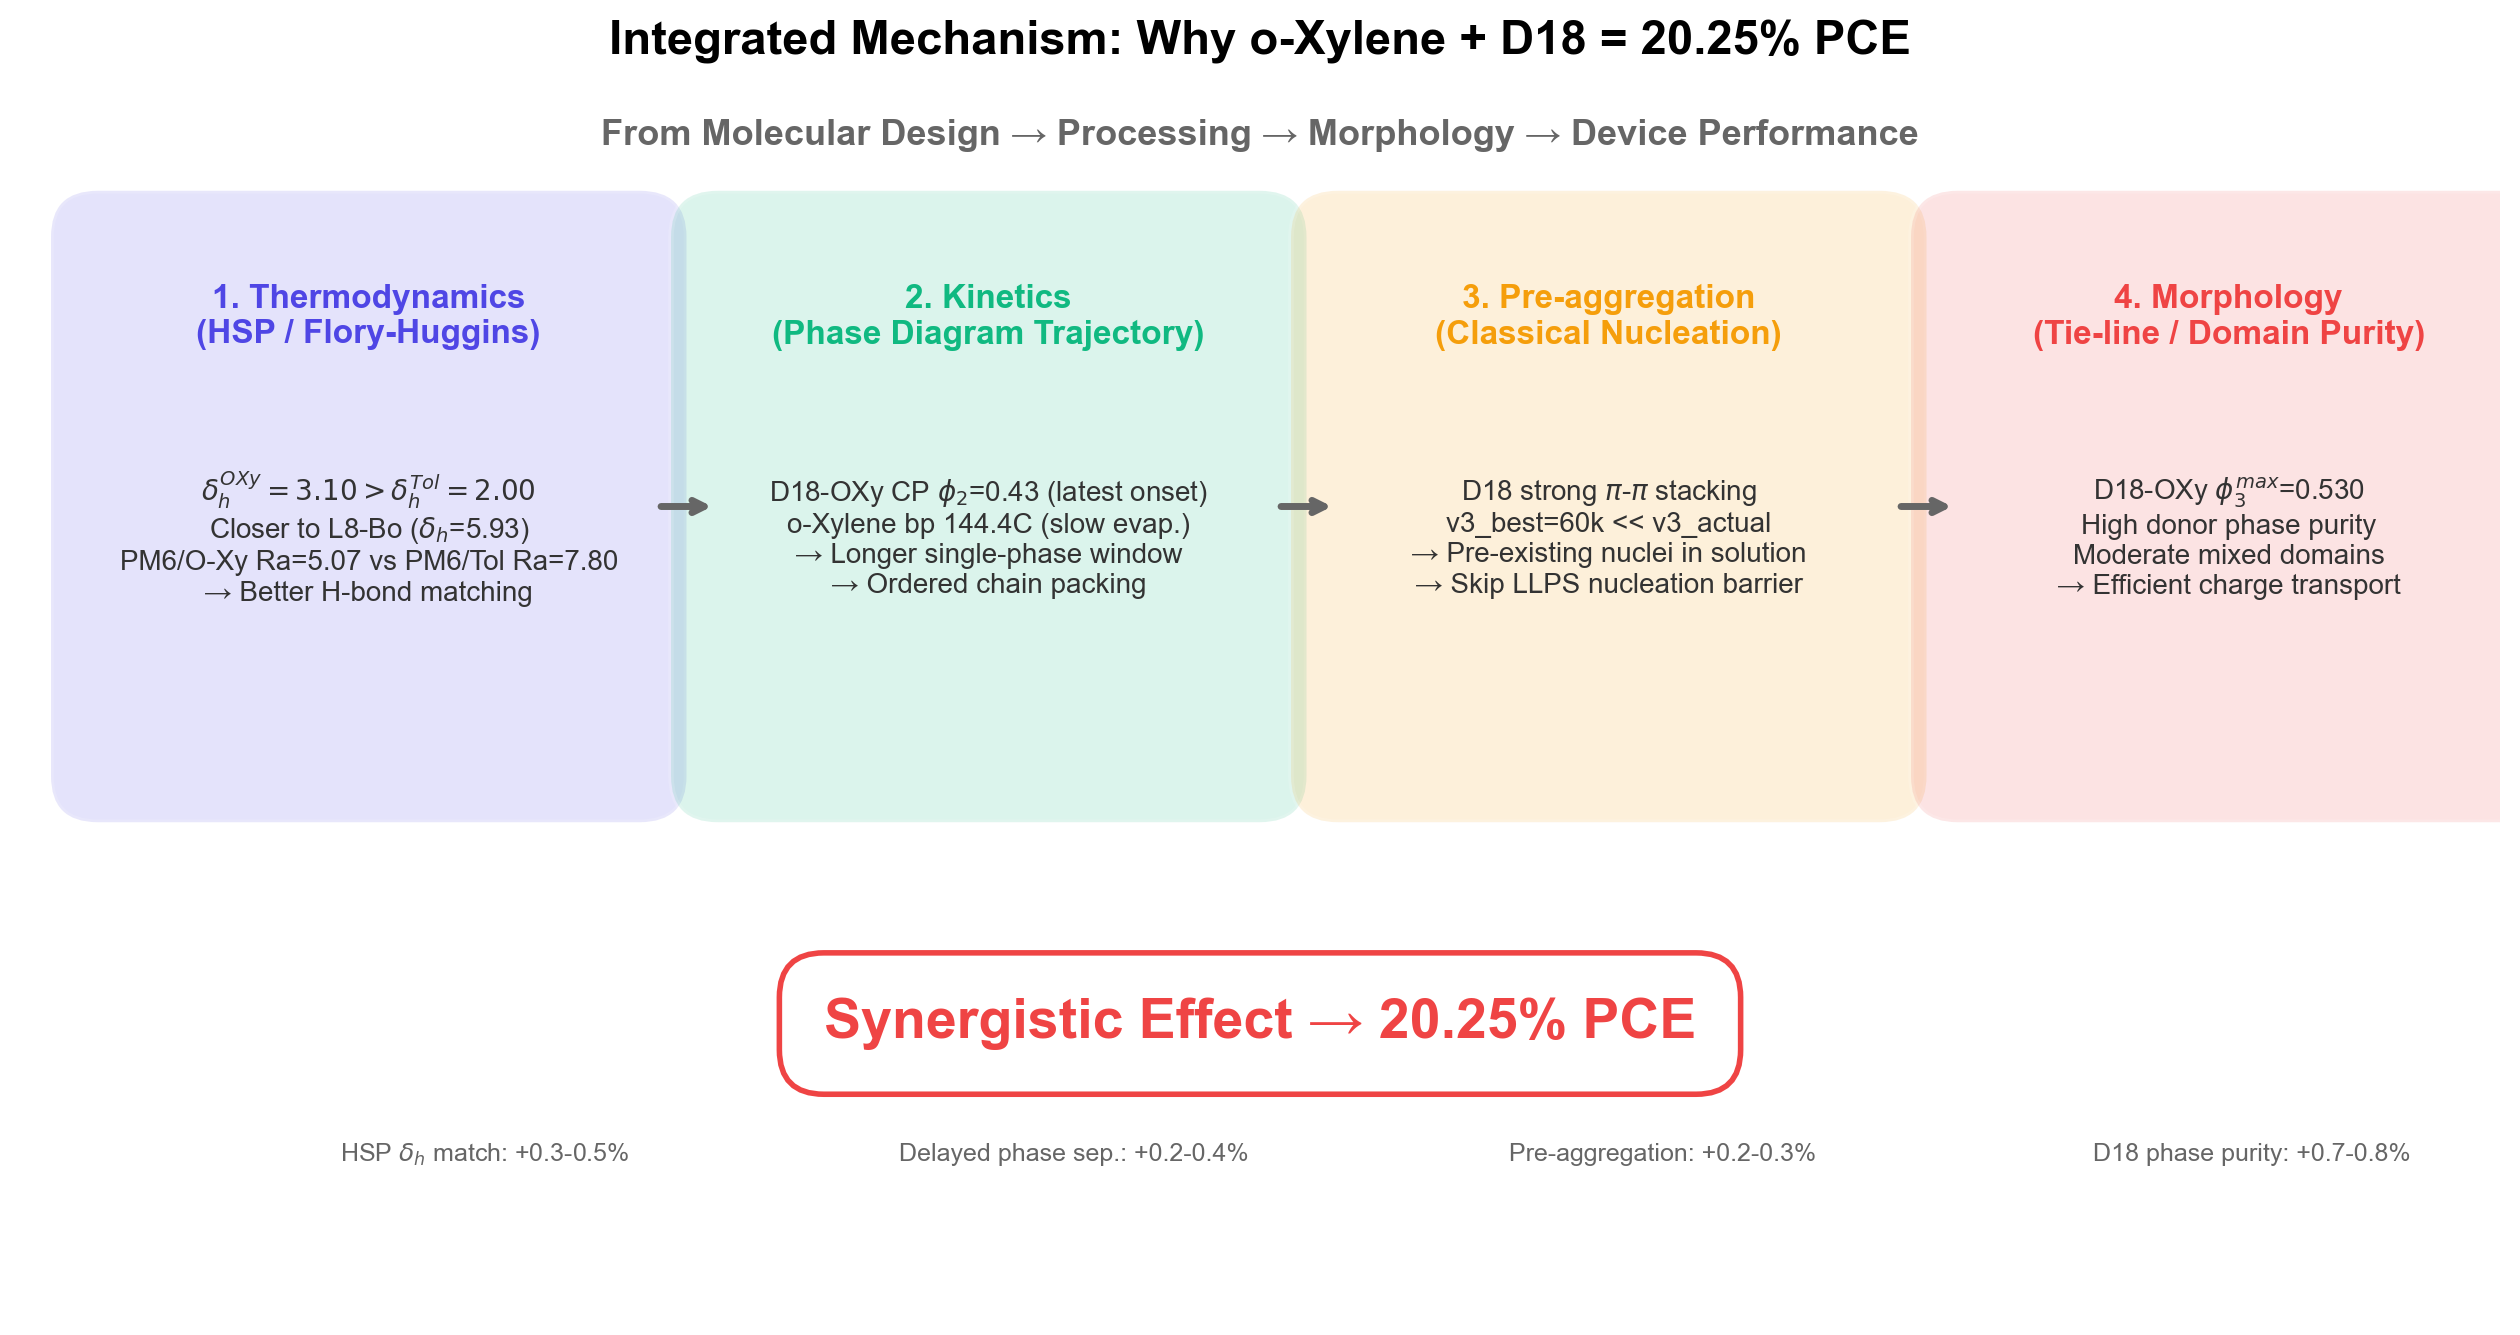 Integrated Mechanism: Why o-Xylene + D18 = 20.25% PCE
From Molecular Design → Processing → Morphology → Device Performance
1. Thermodynamics
(HSP / Flory-Huggins)
δ_h^{OXy} = 3.10 > δ_h^{Tol} = 2.00
Closer to L8-Bo (δ_h=5.93)
PM6/O-Xy Ra=5.07 vs PM6/Tol Ra=7.80
→ Better H-bond matching
2. Kinetics
(Phase Diagram Trajectory)
D18-OXy CP ϕ₂=0.43 (latest onset)
o-Xylene bp 144.4C (slow evap.)
→ Longer single-phase window
→ Ordered chain packing
3. Pre-aggregation
(Classical Nucleation)
D18 strong π-π stacking
v3_best=60k << v3_actual
→ Pre-existing nuclei in solution
→ Skip LLPS nucleation barrier
4. Morphology
(Tie-line / Domain Purity)
D18-OXy ϕ_3^{max}=0.530
High donor phase purity
Moderate mixed domains
→ Efficient charge transport
Synergistic Effect → 20.25% PCE
HSP δ_h match: +0.3-0.5%
Delayed phase sep.: +0.2-0.4%
Pre-aggregation: +0.2-0.3%
D18 phase purity: +0.7-0.8%